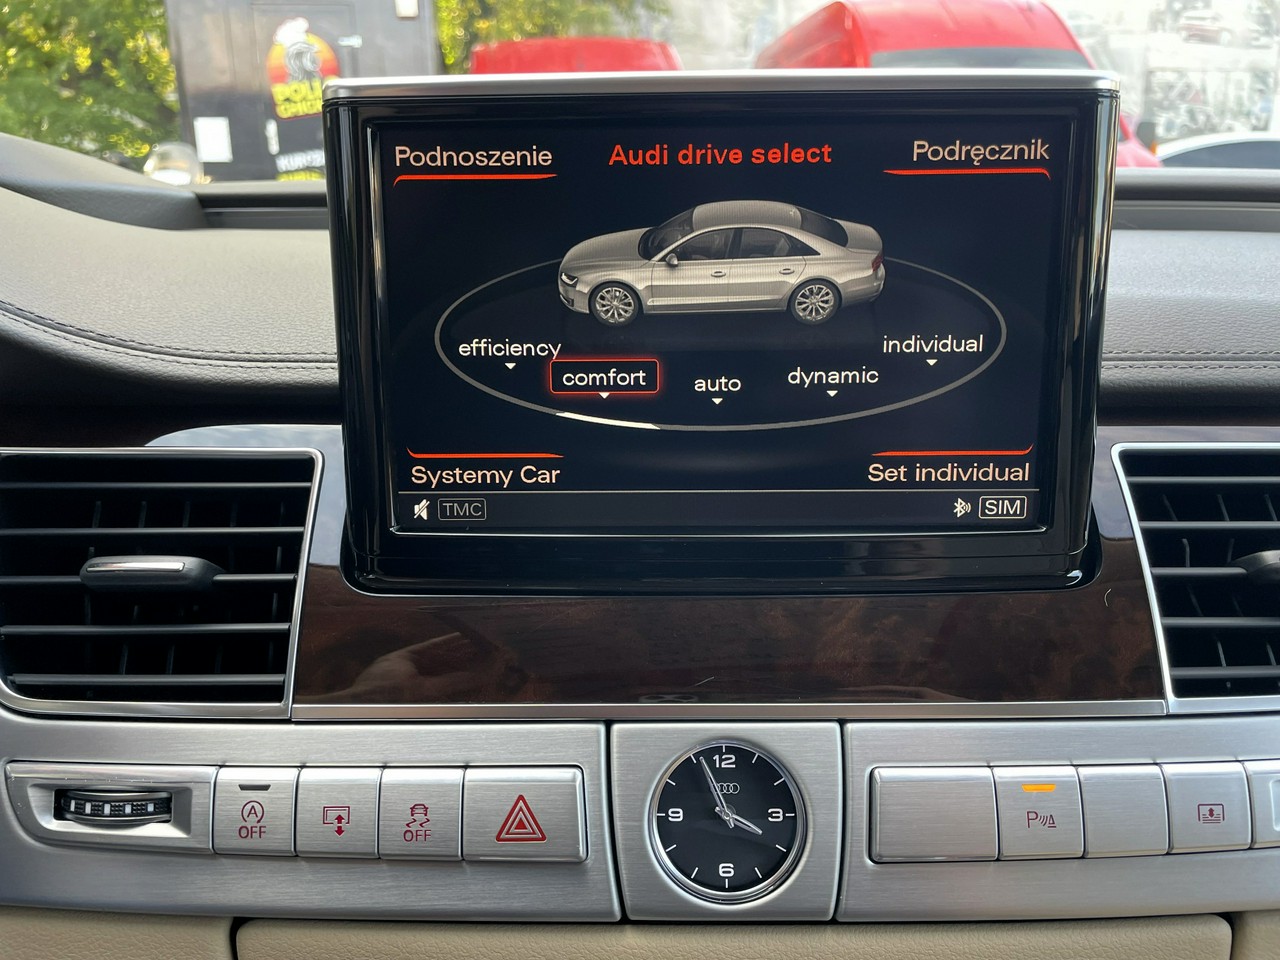 Podnoszenie
Audi drive select
Podręcznik
efficiency
comfort
auto
dynamic
individual
Systemy Car
Set individual
TMC
SIM
A
OFF
OFF
12
3
6
9
P